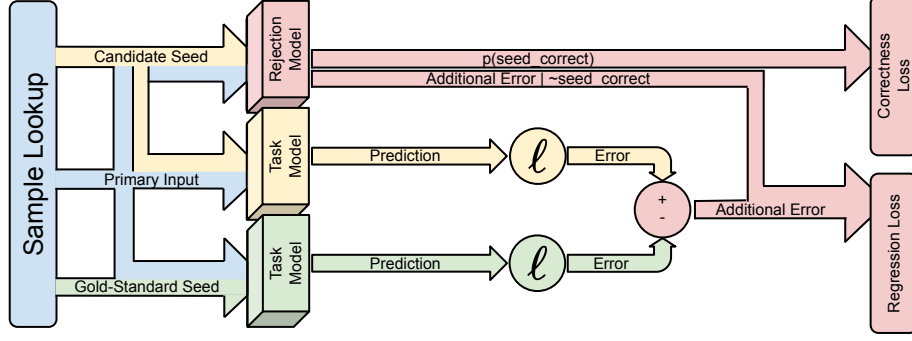 Sample Lookup
Candidate Seed
Primary Input
Gold-Standard Seed
Rejection
Model
p(seed_correct)
Additional Error | ~seed_correct
Correctness
Loss
Task
Model
Prediction
ℓ
Error
+
-
Additional Error
Regression Loss
Task
Model
Prediction
ℓ
Error